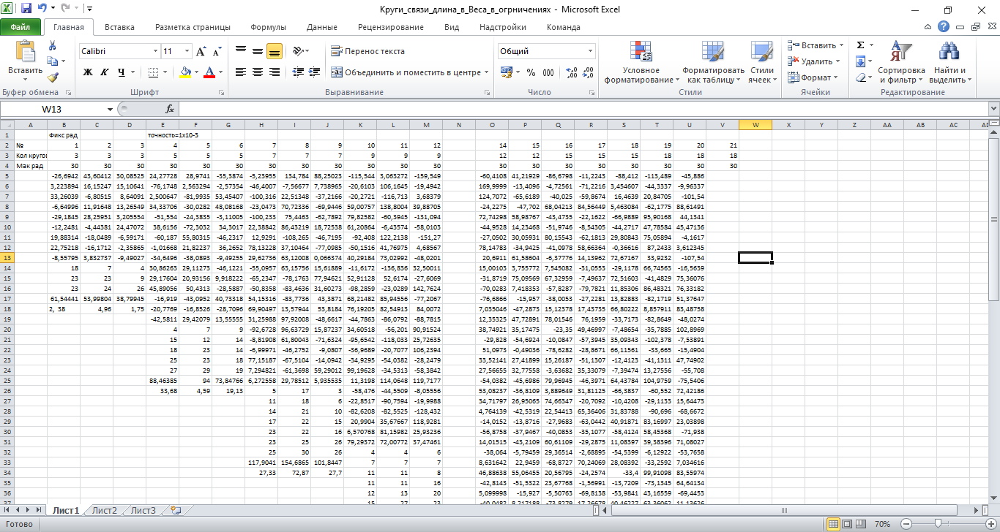 Круги_связи_длина_в_Веса_в_огрничениях - Microsoft Excel
Файл Главная Вставка Разметка страницы Формулы Данные Рецензирование Вид Надстройки Команда
Вставить Calibri 11 Перенос текста Общий Условное форматирование Форматировать как таблицу Стили ячеек Вставить Сортировка и фильтр Найти и выделить
Ж К Ч Объединить и поместить в центре % 000 Удалить
Формат
Буфер обмена Шрифт Выравнивание Число Стили Ячейки Редактирование
W13 fx
A B C D E F G H I J K L M N O P Q R S T U V W X Y Z AA AB AC AD
1 Фикс рад точность=1x10-3
2 № 1 2 3 4 5 6 7 8 9 10 11 12 14 15 16 17 18 19 20 21
3 Кол кругов 3 3 3 5 5 5 7 7 7 9 9 9 12 12 15 15 15 18 18 18
4 Мак рад 30 30 30 30 30 30 30 30 30 30 30 30 30 30 30 30 30 30 30 30
5 -26,6942 43,60412 30,08525 24,27728 28,9741 -35,3874 -5,23955 134,784 88,25023 -115,544 3,063272 -159,549 -60,4108 41,21929 -86,6798 -11,2243 -88,412 -113,489 -45,886
6 3,223894 16,15247 15,10641 -76,1748 2,563294 -2,57354 -46,4007 -7,56677 7,738965 -20,6103 106,1645 -19,4942 169,9999 -13,4096 -4,72561 -71,2216 3,454607 -44,3337 -9,96337
7 33,26039 -6,80515 8,64091 2,500647 -81,9935 53,45407 -100,316 22,51348 -37,2166 -20,2721 -116,713 3,68379 124,7072 -65,6189 -40,025 -59,8674 16,4639 20,84705 -101,54
8 -6,64996 11,91648 13,26549 34,33706 -30,0282 48,08168 -23,0473 70,72336 -69,9446 59,00757 138,8004 39,88705 -24,2275 -47,702 68,04213 84,56449 5,463084 -62,1775 88,61491
9 -29,1845 28,25951 3,205554 -51,554 -24,3835 -3,11005 -100,233 75,4463 -62,7892 79,82582 -60,3945 -131,094 72,74298 58,98767 -43,4735 -22,1622 -66,9889 95,90168 44,1341
10 -12,2481 -4,44381 24,47072 38,6156 -72,3032 34,3017 22,38842 86,43219 18,72538 61,20864 -6,43574 -58,0103 -44,9528 14,23468 -51,9746 -8,54305 -44,2717 47,78584 45,47136
11 19,88314 -18,0489 -6,59171 -60,187 55,80315 -46,2317 12,9291 -108,265 -46,7195 -92,408 122,2138 -151,27 -27,0502 30,05931 80,15543 -62,1813 29,80843 75,05894 -4,1617
12 22,75218 -16,1712 -2,35865 -1,01668 21,82237 36,2652 78,13228 37,10464 -77,0985 -50,1516 41,76975 4,68567 78,14783 -34,9425 -41,0978 58,66364 -0,36616 87,2433 3,612345
13 -8,55795 3,832737 -9,49027 -34,6496 -38,0893 -9,49255 29,62736 63,12008 0,066374 40,29184 73,02992 -48,0201 20,6911 61,58604 -6,37776 14,13962 72,67167 33,9232 -107,54
14 18 7 4 30,86263 29,11273 -46,1221 -55,0957 63,15756 15,61889 -11,6172 -136,836 32,50011 15,00103 3,755772 7,545082 -31,0553 -29,1178 66,74563 -16,5639
15 23 23 9 29,17604 20,93156 9,918222 -65,2347 -78,1763 77,94621 52,91128 52,6174 -27,6069 -31,8719 75,09569 67,32959 -7,49637 72,51603 -41,4829 75,36076
16 23 24 26 45,89056 50,4313 -28,5887 -50,8358 -83,4636 31,60273 -98,2859 -23,0289 142,7624 -70,0283 7,418353 -57,8287 -79,7821 11,85306 86,48321 76,33182
17 61,54441 53,99804 38,79945 -16,919 -43,0952 40,73318 54,15316 -83,7736 43,3871 68,21482 85,94556 -77,2067 -76,6866 -15,957 -38,0053 -27,2281 13,82883 -82,1719 51,37647
18 2, 38 4,96 1,75 -20,7769 -16,8526 -28,7096 69,90497 13,57944 53,8184 76,19205 82,54913 84,0072 7,035046 -47,2873 15,12378 17,43735 66,80222 8,857911 83,48758
19 -42,5811 29,42079 13,55555 31,25988 97,92008 -48,6617 -44,7863 -86,0792 -88,7815 12,35325 47,72891 78,01546 76,1959 -33,7173 -82,8649 -48,0274
20 4 7 9 -92,6728 96,63729 15,87237 34,60518 -56,201 90,91524 38,74921 35,17475 -23,35 49,46997 -7,48654 -35,7885 102,8969
21 15 12 14 -8,81908 61,80043 -71,6324 -95,6542 -118,033 25,72635 -29,828 -54,6924 -10,0847 -57,3945 35,09343 -102,378 -7,53891
22 18 23 14 -6,99971 -46,2752 -9,0807 -36,9689 -20,7077 106,2394 51,0973 -0,49036 -78,6282 -28,8671 66,11561 -33,665 -15,4904
23 25 23 18 77,15187 -67,5104 -14,0942 -34,9295 -54,0382 -28,2479 33,52141 27,41899 15,26187 -51,1307 -12,4123 -41,1311 47,74902
24 27 29 19 7,294821 -61,3698 59,29012 99,19628 -34,5313 -58,3842 27,56655 32,77558 -3,63682 35,33079 -7,39474 13,27556 -55,708
25 88,46385 94 73,84766 6,272558 29,78512 5,935535 11,3198 114,0648 119,7177 -54,0382 -45,6986 79,96945 -46,3971 64,43784 104,9759 -75,5406
26 33,68 4,59 19,13 5 17 3 -58,476 -44,5509 -8,05556 53,08237 -36,8109 3,889649 31,81125 -66,3837 -60,552 72,42186
27 11 18 6 -22,8517 -90,7594 -19,9988 34,71797 26,95065 74,66347 -20,7092 -10,4208 -29,1133 15,64473
28 14 21 10 -82,6208 -82,5525 -128,432 4,764139 -42,5319 22,54413 65,36406 31,83788 -90,696 -68,6672
29 17 22 15 20,9904 35,67667 118,9281 -14,0152 -13,8716 -27,9683 -63,0442 40,91871 83,16997 23,03898
30 23 22 16 6,570768 81,15982 25,93236 -56,8758 -37,9467 -40,0853 -35,1077 -58,4124 58,45368 -71,938
31 23 25 26 79,29372 72,00772 37,47461 14,01515 -43,2109 60,61109 -29,2875 11,08397 39,38396 71,08027
32 25 30 26 4 4 6 -38,064 -5,79459 29,36514 -2,68895 -54,5399 -6,12922 -53,7658
33 117,9041 154,6865 101,8447 7 7 7 8,631642 22,9459 -68,8727 70,24069 28,08392 -33,2592 7,034616
34 27,33 72,87 27,7 11 11 8 46,88638 55,06455 20,56795 -24,2574 -33,4 99,91098 83,55974
35 11 11 16 -42,8143 -51,5322 23,67768 -1,56991 -13,7209 -73,1345 64,64134
36 12 13 20 5,099998 -15,927 -5,50763 -69,8138 -53,9841 43,16559 -69,4453
37 15 27 23 -40,0482 8,217188 -73,8279 17,26678 40,46227 63,36062 11,13626
Лист1 Лист2 Лист3
Готово 70%